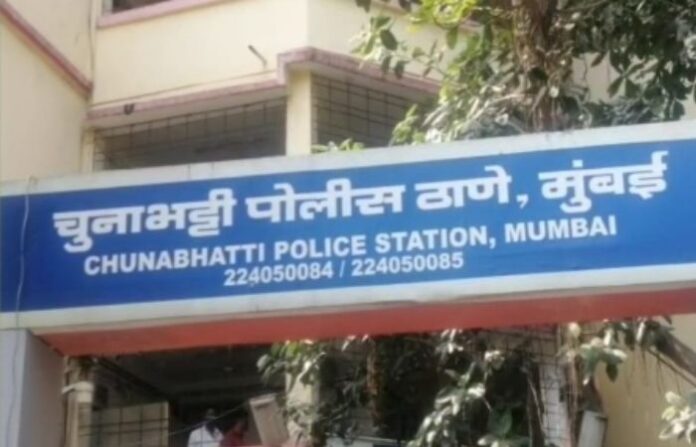 चुनाभट्टी पोलीस ठाणे, मुंबई
CHUNABHATTI POLICE STATION, MUMBAI
224050084 / 224050085